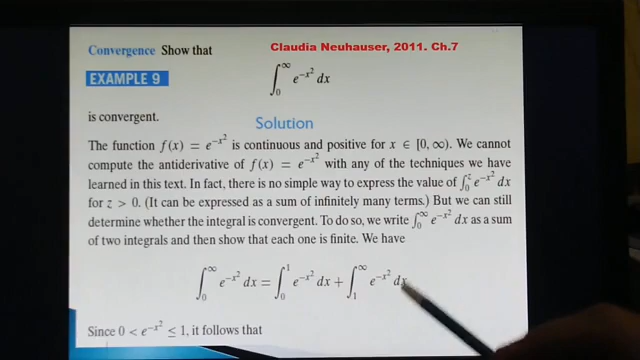 Convergence Show that
Claudia Neuhauser, 2011. Ch.7
EXAMPLE 9
∫₀^∞ e^{-x²} dx
is convergent.
Solution
The function f(x) = e^{-x²} is continuous and positive for x ∈ [0, ∞). We cannot
compute the antiderivative of f(x) = e^{-x²} with any of the techniques we have
learned in this text. In fact, there is no simple way to express the value of ∫₀^z e^{-x²} dx
for z > 0. (It can be expressed as a sum of infinitely many terms.) But we can still
determine whether the integral is convergent. To do so, we write ∫₀^∞ e^{-x²} dx as a sum
of two integrals and then show that each one is finite. We have
∫₀^∞ e^{-x²} dx = ∫₀^1 e^{-x²} dx + ∫₁^∞ e^{-x²} dx
Since 0 < e^{-x²} ≤ 1, it follows that